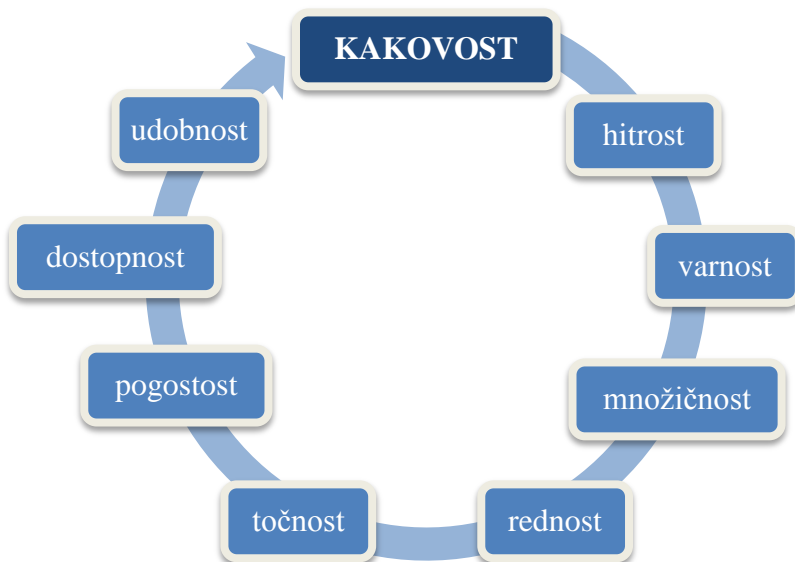 KAKOVOST
hitrost
varnost
množičnost
rednost
točnost
pogostost
dostopnost
udobnost